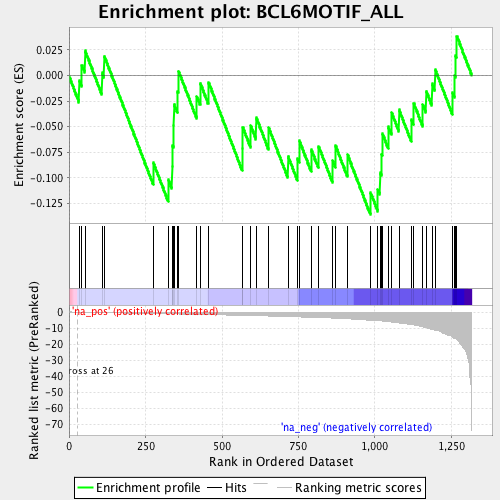 Enrichment plot: BCL6MOTIF_ALL
Enrichment score (ES)
0.025
0.000
-0.025
-0.050
-0.075
-0.100
-0.125
'na_pos' (positively correlated)
ross at 26
'na_neg' (negatively correlated)
Ranked list metric (PreRanked)
0
-10
-20
-30
-40
-50
-60
-70
0
250
500
750
1,000
1,250
Rank in Ordered Dataset
Enrichment profile
Hits
Ranking metric scores